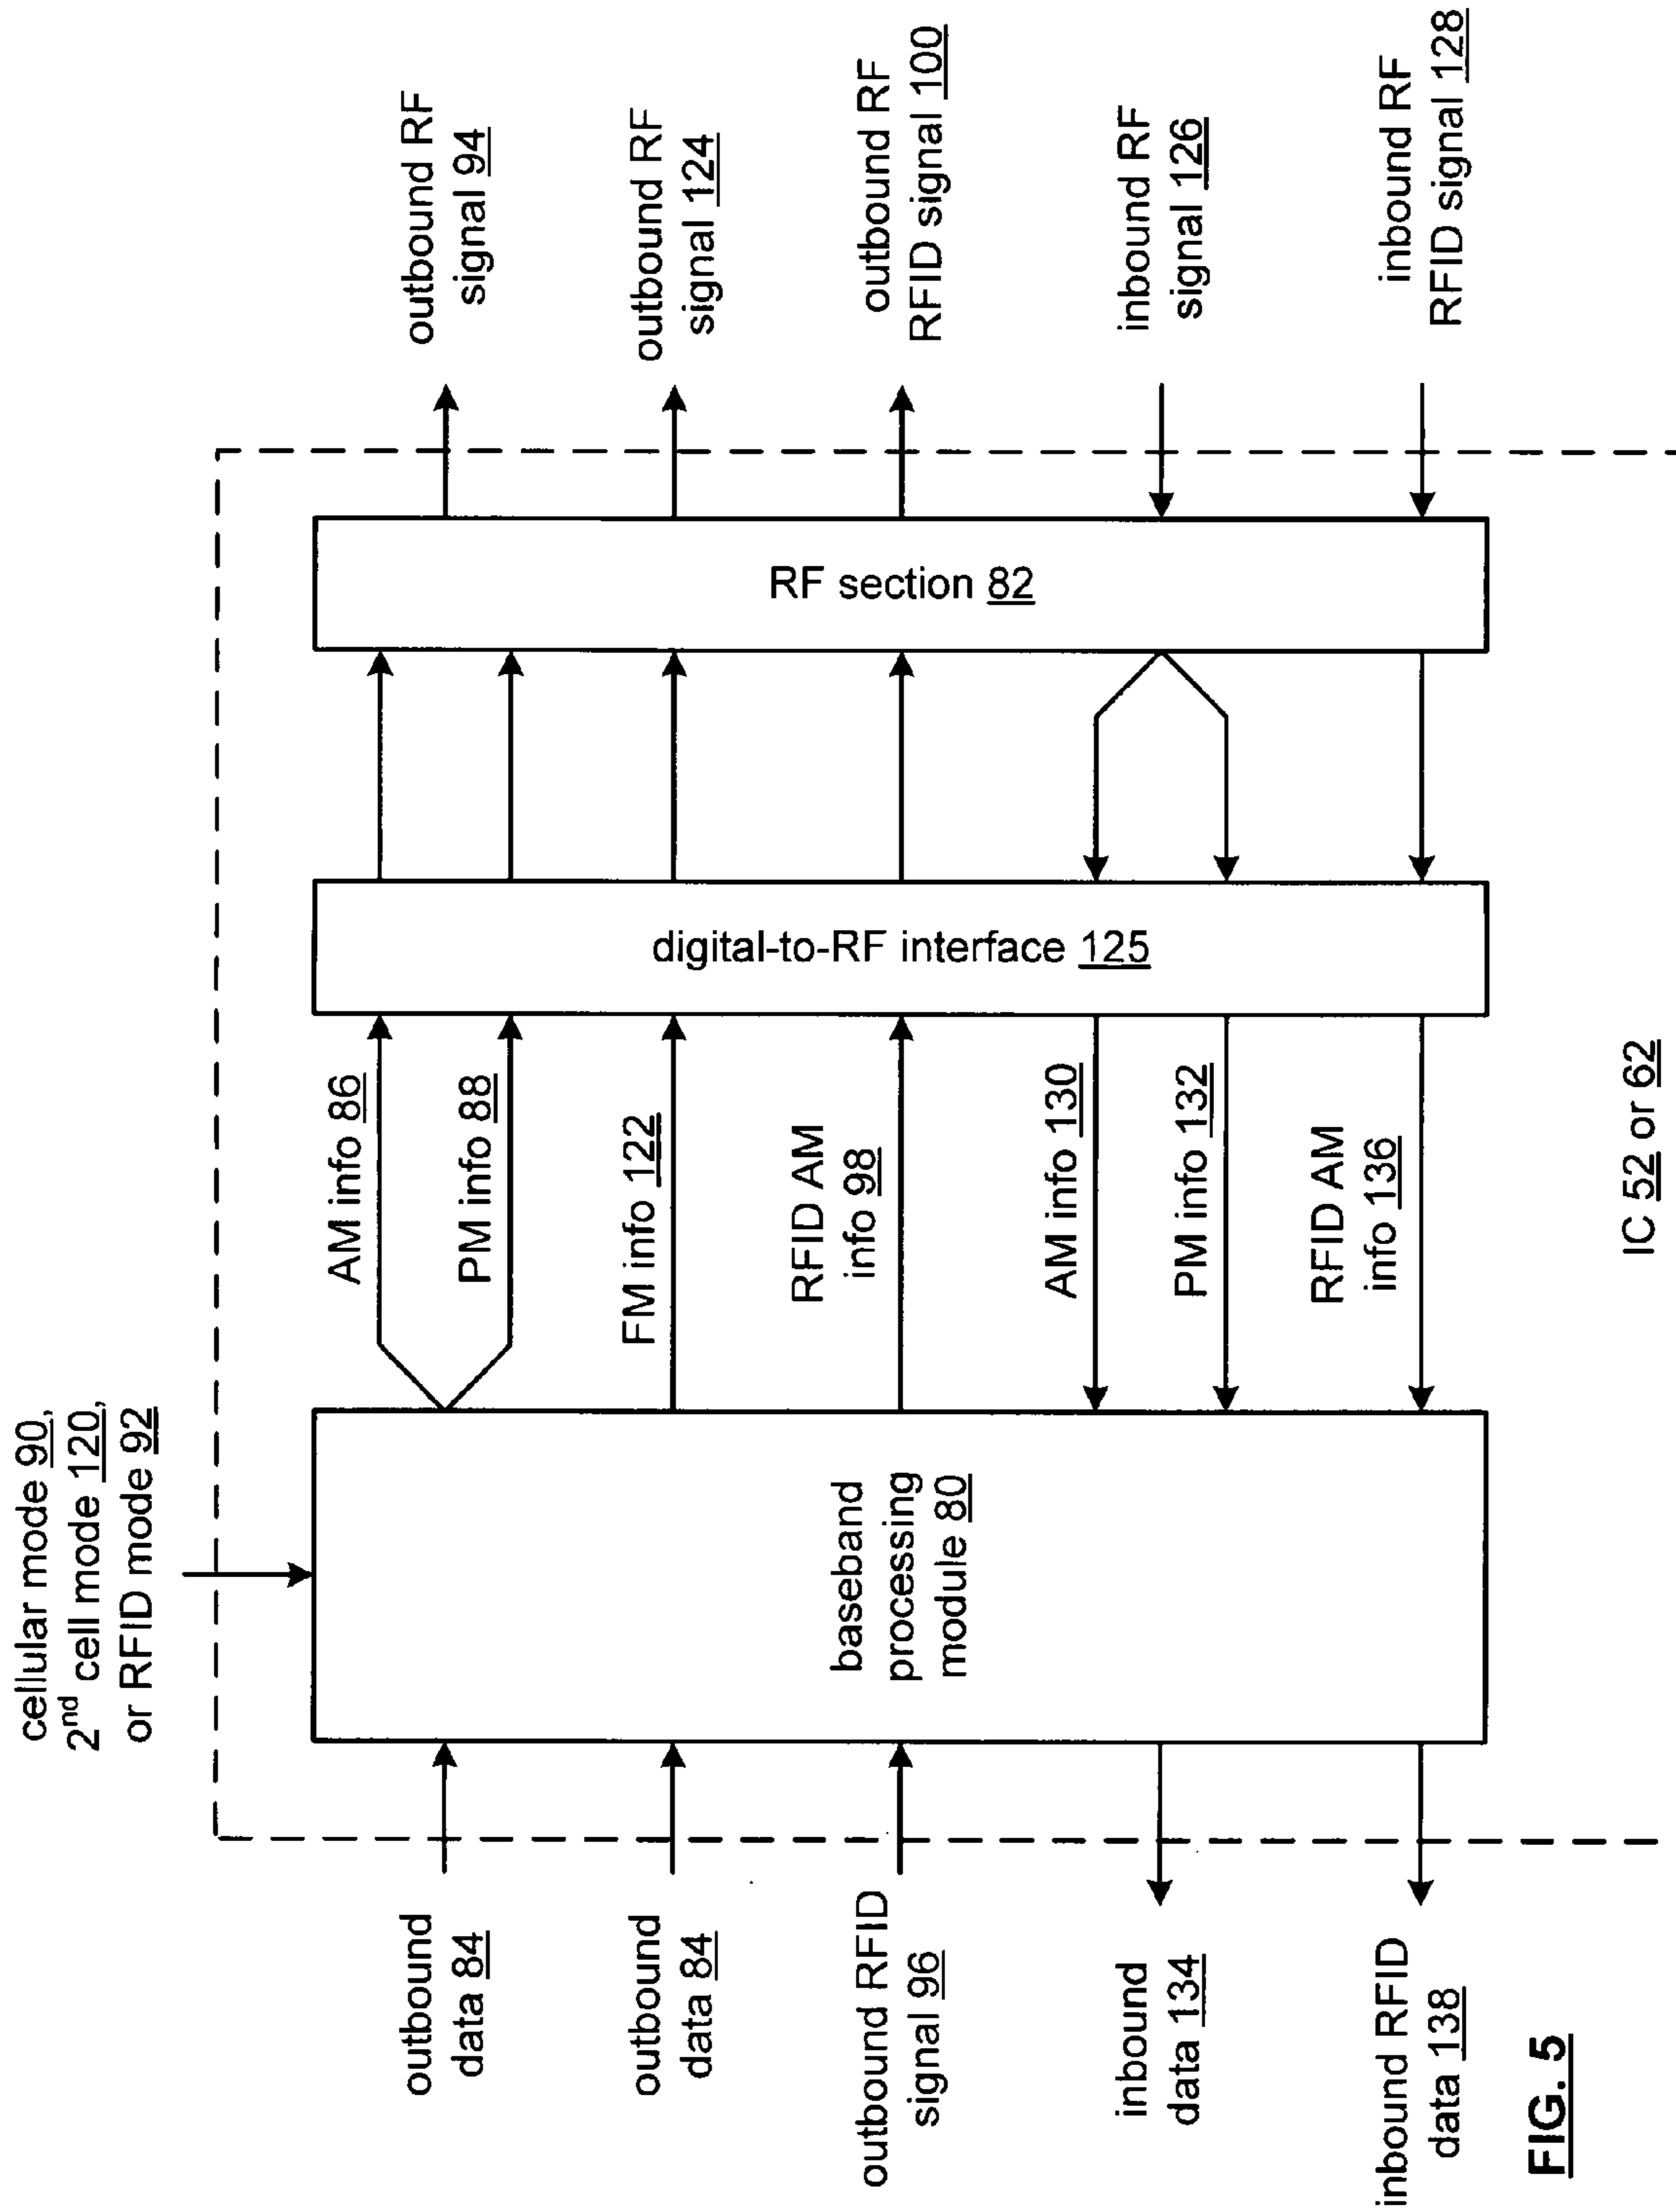 cellular mode 90,
2nd cell mode 120,
or RFID mode 92
outbound
data 84
outbound
data 84
outbound RFID
signal 96
inbound
data 134
inbound RFID
data 138
baseband
processing
module 80
AM info 86
PM info 88
FM info 122
RFID AM
info 98
AM info 130
PM info 132
RFID AM
info 136
digital-to-RF interface 125
RF section 82
outbound RF
signal 94
outbound RF
signal 124
outbound RF
RFID signal 100
inbound RF
signal 126
inbound RF
RFID signal 128
IC 52 or 62
FIG. 5